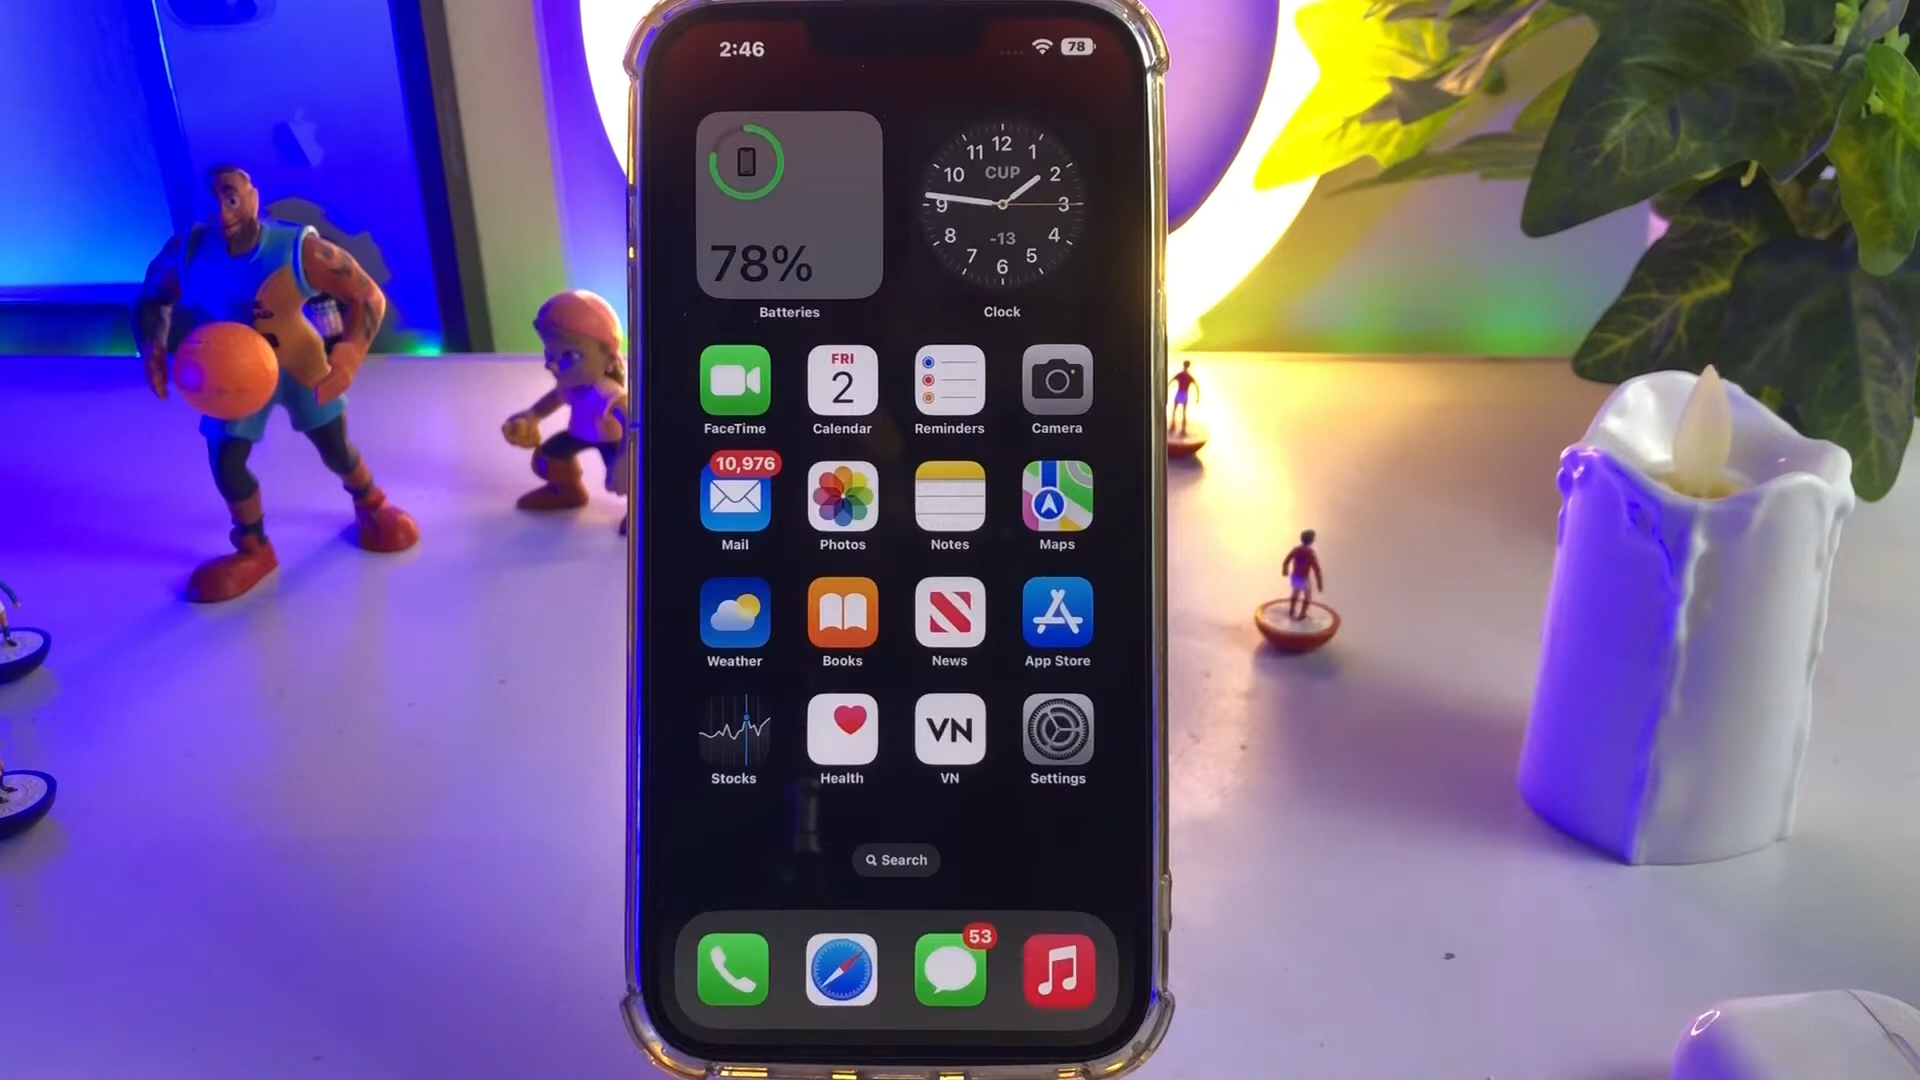 2:46
78
78%
Batteries
11 12 1
10 CUP 2
9 3
8 -13 4
7 6 5
Clock
FaceTime
FRI
2
Calendar
Reminders
Camera
10,976
Mail
Photos
Notes
Maps
Weather
Books
News
App Store
Stocks
Health
VN
VN
Settings
Search
53